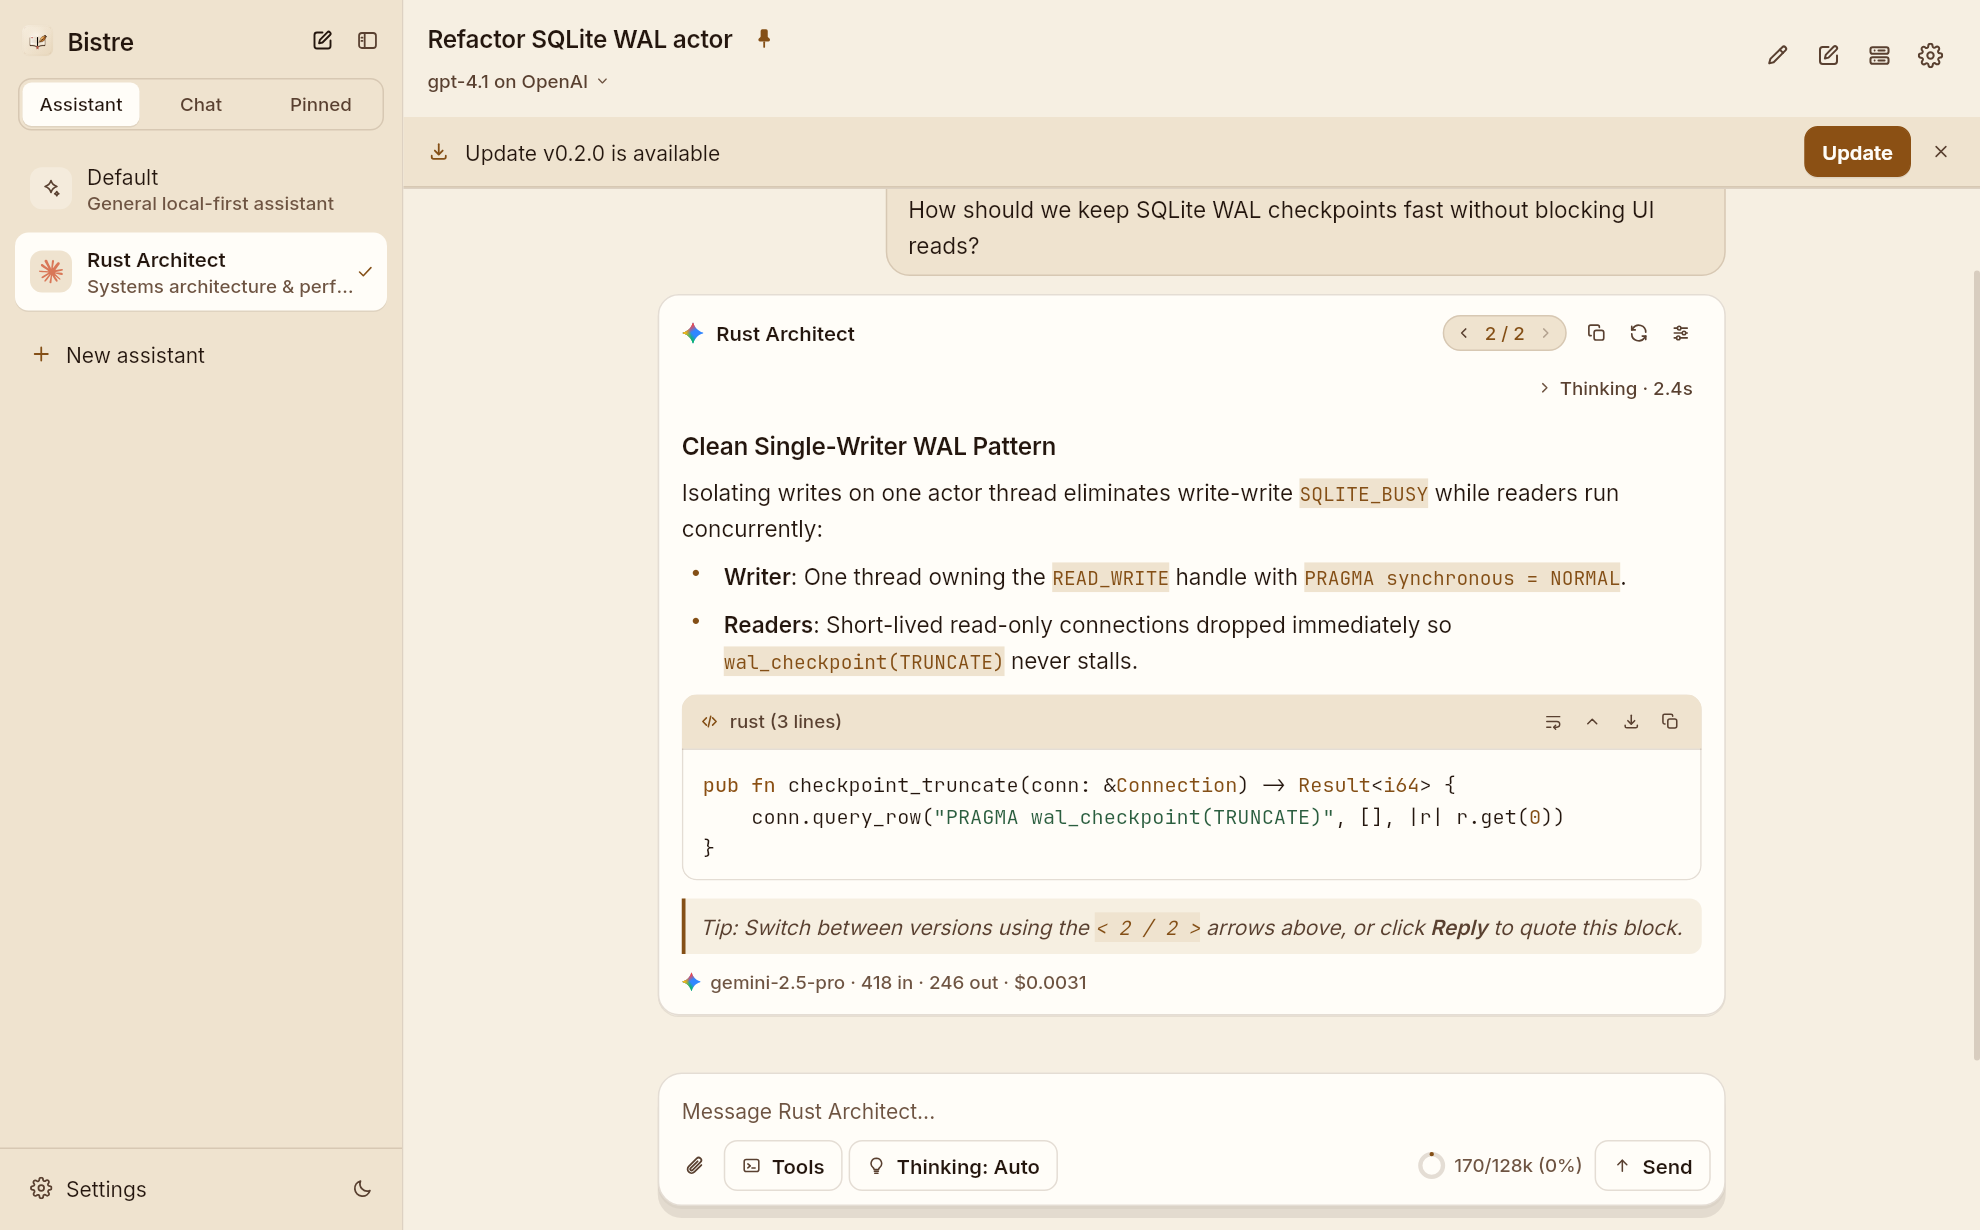 Bistre
Assistant
Chat
Pinned
Default
General local-first assistant
Rust Architect
Systems architecture & perf...
New assistant
Settings
Refactor SQLite WAL actor
gpt-4.1 on OpenAI
Update v0.2.0 is available
Update
How should we keep SQLite WAL checkpoints fast without blocking UI
reads?
Rust Architect
2 / 2
Thinking · 2.4s
Clean Single-Writer WAL Pattern
Isolating writes on one actor thread eliminates write-write SQLITE_BUSY while readers run
concurrently:
• Writer: One thread owning the READ_WRITE handle with PRAGMA synchronous = NORMAL.
• Readers: Short-lived read-only connections dropped immediately so
wal_checkpoint(TRUNCATE) never stalls.
rust (3 lines)
pub fn checkpoint_truncate(conn: &Connection) -> Result<i64> {
    conn.query_row("PRAGMA wal_checkpoint(TRUNCATE)", [], |r| r.get(0))
}
Tip: Switch between versions using the < 2 / 2 > arrows above, or click Reply to quote this block.
gemini-2.5-pro · 418 in · 246 out · $0.0031
Message Rust Architect...
Tools
Thinking: Auto
170/128k (0%)
Send